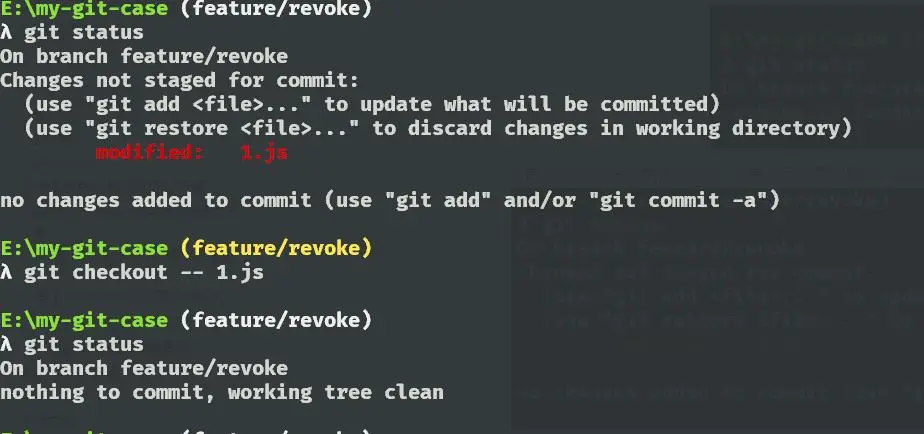 E:\my-git-case (feature/revoke)
λ git status
On branch feature/revoke
Changes not staged for commit:
  (use "git add <file>..." to update what will be committed)
  (use "git restore <file>..." to discard changes in working directory)
        modified:   1.js
no changes added to commit (use "git add" and/or "git commit -a")
E:\my-git-case (feature/revoke)
λ git checkout -- 1.js
E:\my-git-case (feature/revoke)
λ git status
On branch feature/revoke
nothing to commit, working tree clean